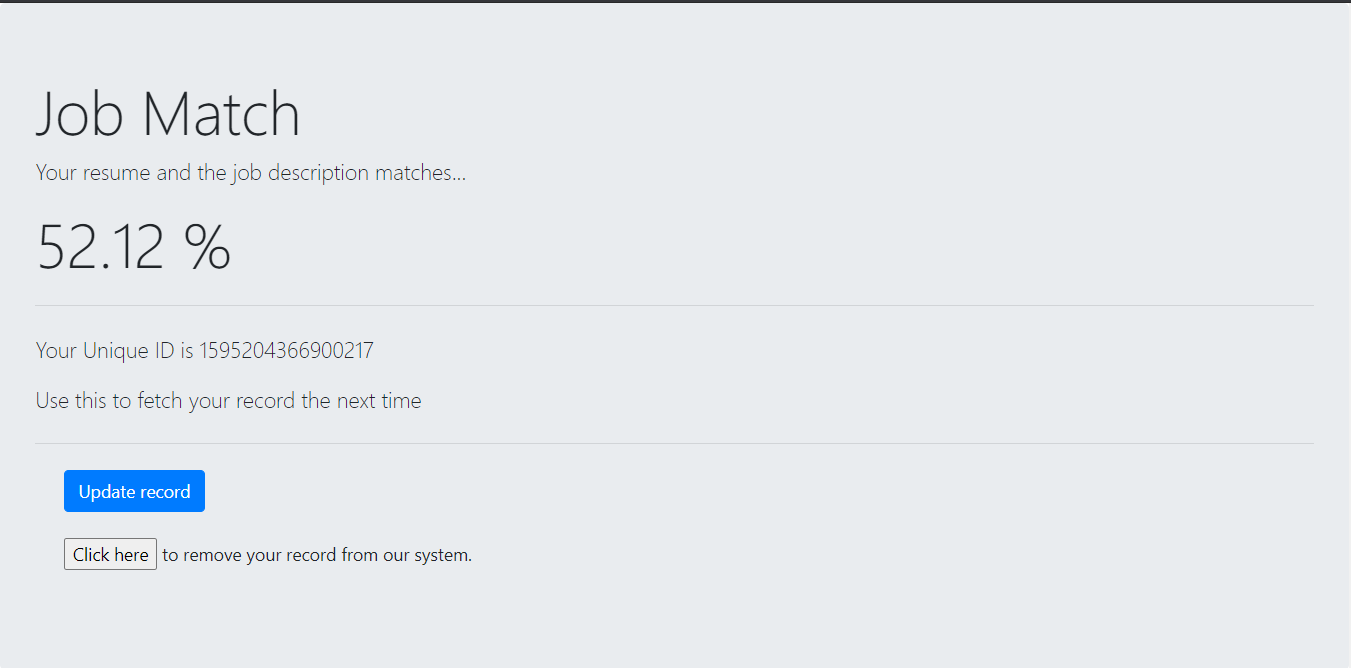 Job Match
Your resume and the job description matches...
52.12 %
Your Unique ID is 1595204366900217
Use this to fetch your record the next time
Update record
Click here to remove your record from our system.